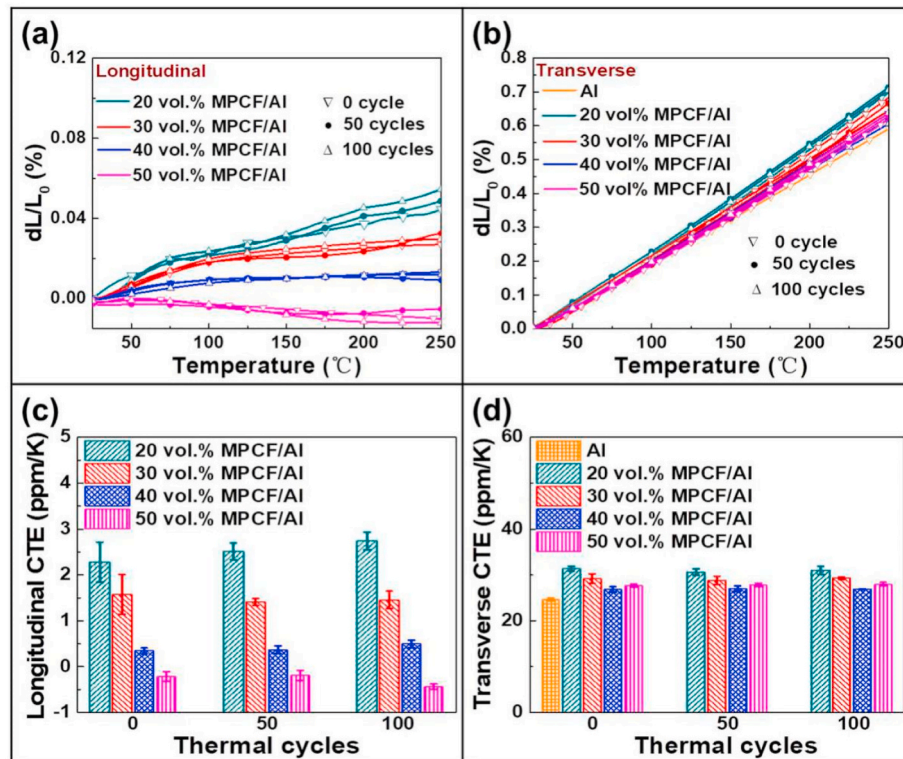 (a)
Longitudinal
20 vol.% MPCF/Al
30 vol.% MPCF/Al
40 vol.% MPCF/Al
50 vol.% MPCF/Al
0 cycle
50 cycles
100 cycles
dL/L0 (%)
0.12
0.08
0.04
0.00
50 100 150 200 250
Temperature (℃)
(b)
Transverse
Al
20 vol% MPCF/Al
30 vol% MPCF/Al
40 vol% MPCF/Al
50 vol% MPCF/Al
0 cycle
50 cycles
100 cycles
dL/L0 (%)
0.8
0.7
0.6
0.5
0.4
0.3
0.2
0.1
0.0
50 100 150 200 250
Temperature (℃)
(c)
20 vol.% MPCF/Al
30 vol.% MPCF/Al
40 vol.% MPCF/Al
50 vol.% MPCF/Al
Longitudinal CTE (ppm/K)
5
4
3
2
1
0
-1
0 50 100
Thermal cycles
(d)
Al
20 vol.% MPCF/Al
30 vol.% MPCF/Al
40 vol.% MPCF/Al
50 vol.% MPCF/Al
Transverse CTE (ppm/K)
60
40
20
0
0 50 100
Thermal cycles